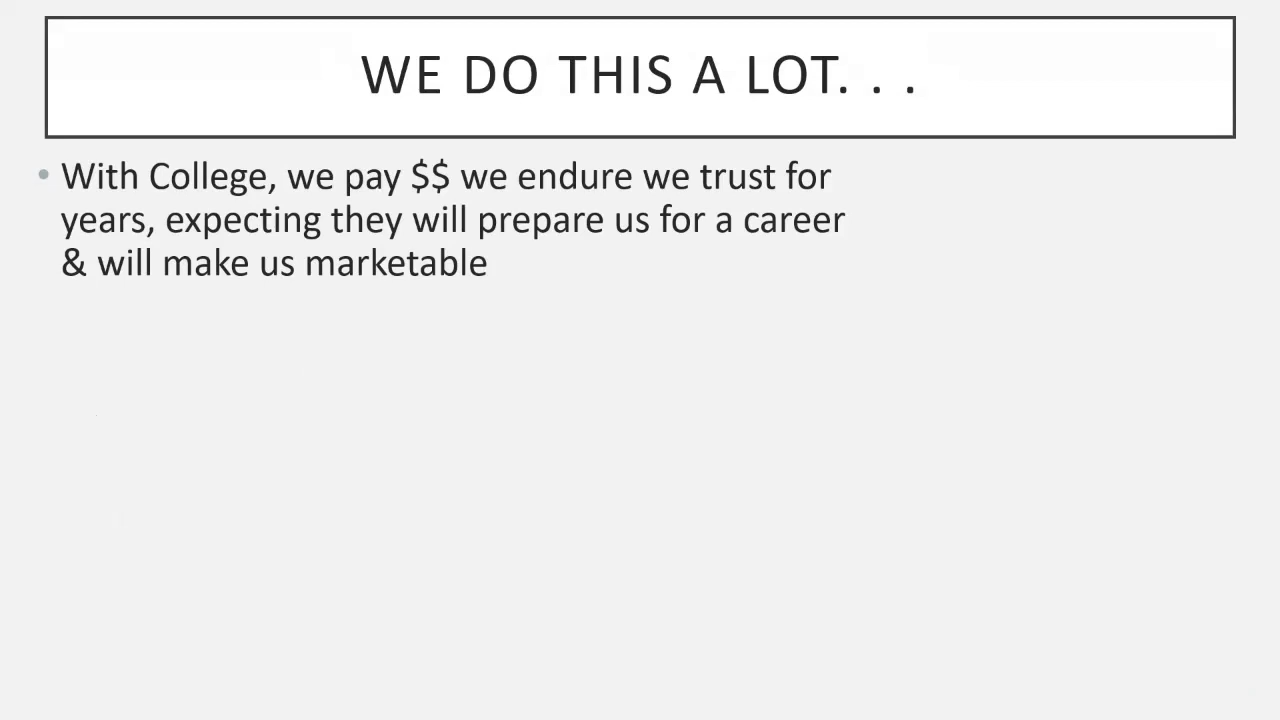 WE DO THIS A LOT. . .
• With College, we pay $$ we endure we trust for
years, expecting they will prepare us for a career
& will make us marketable